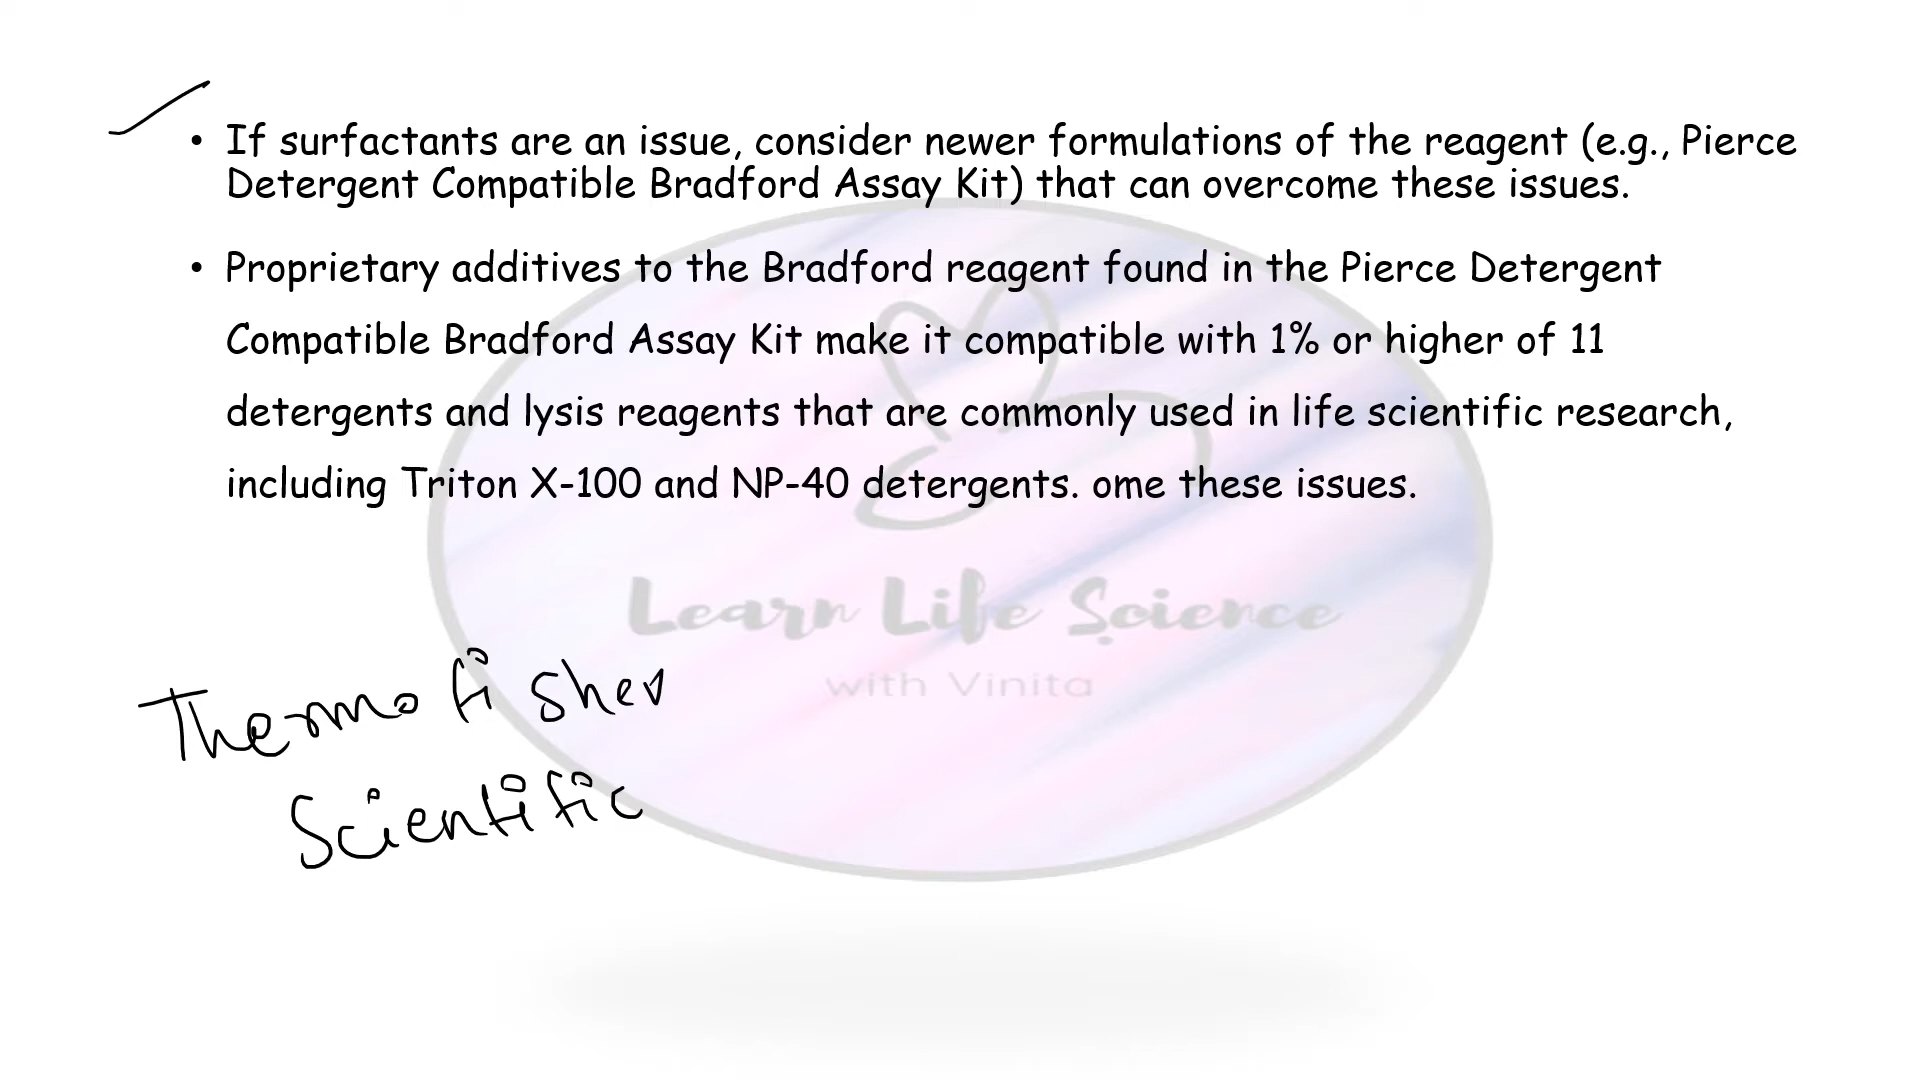 • If surfactants are an issue, consider newer formulations of the reagent (e.g., Pierce
Detergent Compatible Bradford Assay Kit) that can overcome these issues.
• Proprietary additives to the Bradford reagent found in the Pierce Detergent
Compatible Bradford Assay Kit make it compatible with 1% or higher of 11
detergents and lysis reagents that are commonly used in life scientific research,
including Triton X-100 and NP-40 detergents. ome these issues.
Learn Life Science
with Vinita
Thermo fisher
Scientific